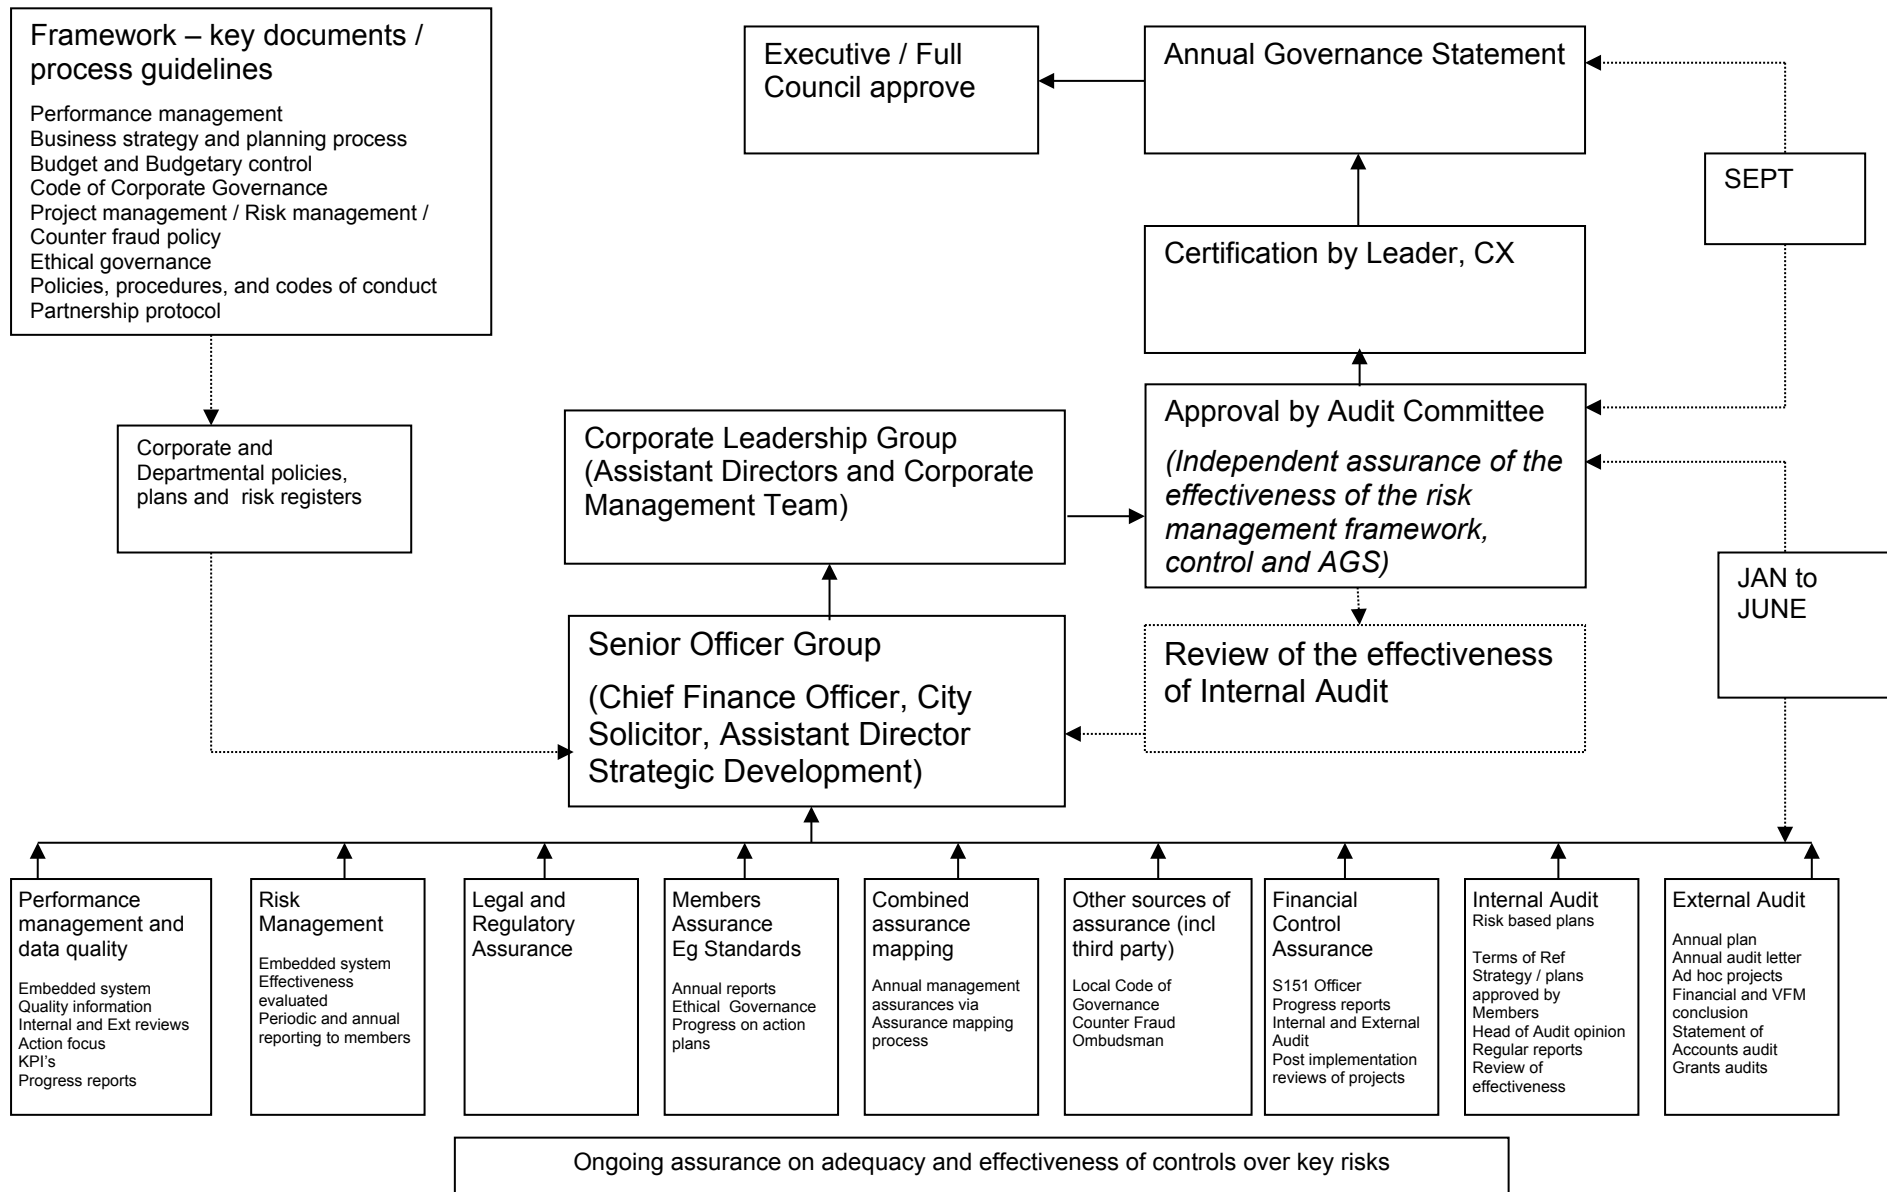 Framework – key documents /
process guidelines
Performance management
Business strategy and planning process
Budget and Budgetary control
Code of Corporate Governance
Project management / Risk management /
Counter fraud policy
Ethical governance
Policies, procedures, and codes of conduct
Partnership protocol
Executive / Full
Council approve
Annual Governance Statement
SEPT
Certification by Leader, CX
Corporate and
Departmental policies,
plans and risk registers
Corporate Leadership Group
(Assistant Directors and Corporate
Management Team)
Approval by Audit Committee
(Independent assurance of the
effectiveness of the risk
management framework,
control and AGS)
JAN to
JUNE
Senior Officer Group
(Chief Finance Officer, City
Solicitor, Assistant Director
Strategic Development)
Review of the effectiveness
of Internal Audit
Performance
management and
data quality
Embedded system
Quality information
Internal and Ext reviews
Action focus
KPI's
Progress reports
Risk
Management
Embedded system
Effectiveness
evaluated
Periodic and annual
reporting to members
Legal and
Regulatory
Assurance
Members
Assurance
Eg Standards
Annual reports
Ethical Governance
Progress on action
plans
Combined
assurance
mapping
Annual management
assurances via
Assurance mapping
process
Other sources of
assurance (incl
third party)
Local Code of
Governance
Counter Fraud
Ombudsman
Financial
Control
Assurance
S151 Officer
Progress reports
Internal and External
Audit
Post implementation
reviews of projects
Internal Audit
Risk based plans
Terms of Ref
Strategy / plans
approved by
Members
Head of Audit opinion
Regular reports
Review of
effectiveness
External Audit
Annual plan
Annual audit letter
Ad hoc projects
Financial and VFM
conclusion
Statement of
Accounts audit
Grants audits
Ongoing assurance on adequacy and effectiveness of controls over key risks